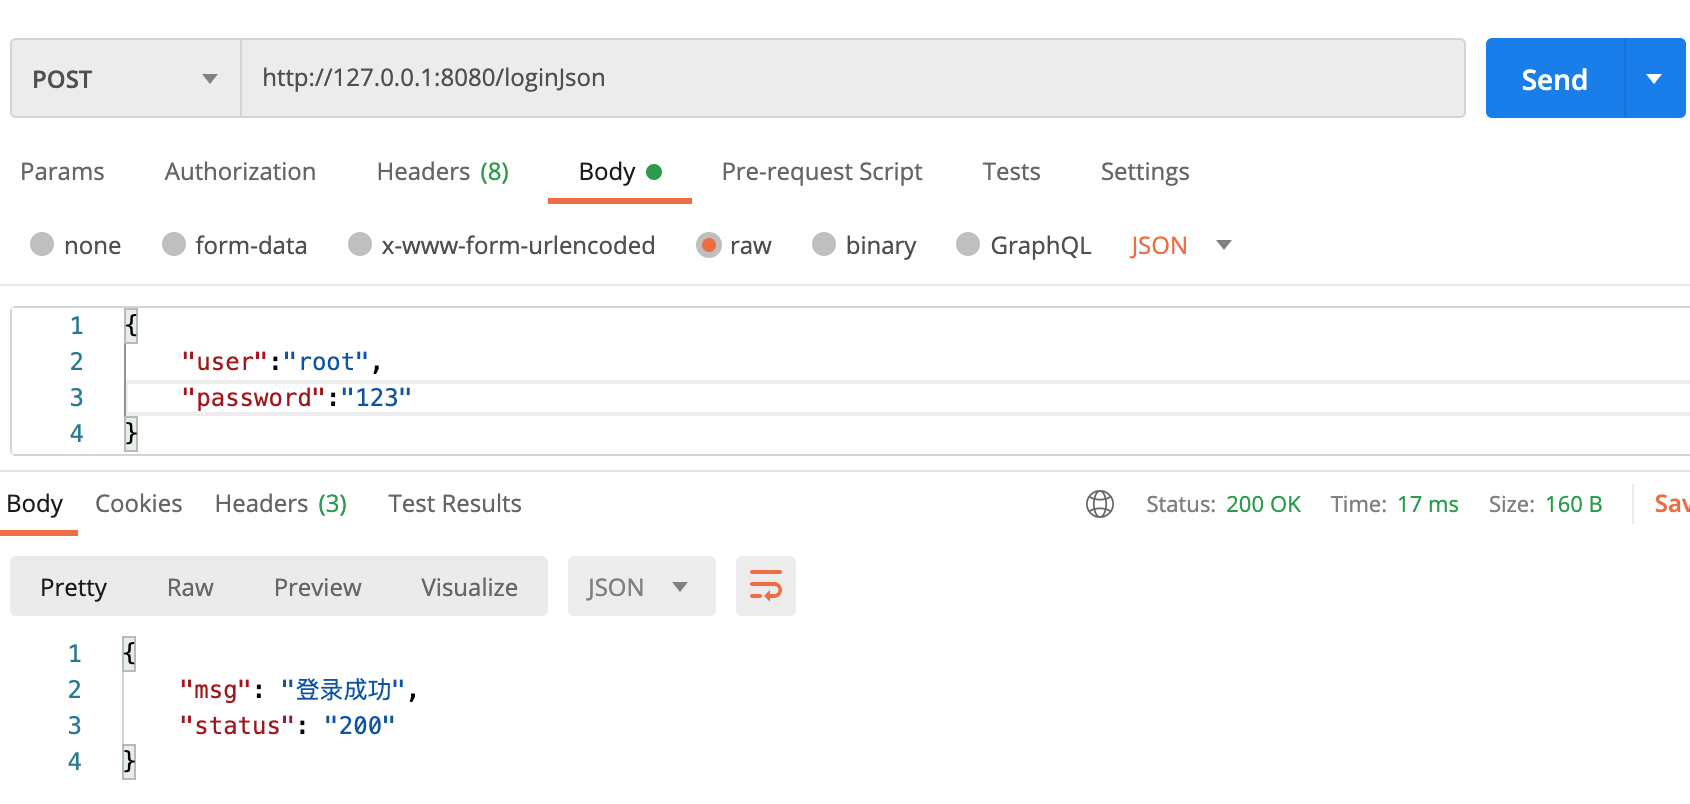 POST http://127.0.0.1:8080/loginJson Send
Params Authorization Headers (8) Body Pre-request Script Tests Settings
none form-data x-www-form-urlencoded raw binary GraphQL JSON
1 {
2 "user":"root",
3 "password":"123"
4 }
Body Cookies Headers (3) Test Results Status: 200 OK Time: 17 ms Size: 160 B Sav
Pretty Raw Preview Visualize JSON
1 {
2 "msg": "登录成功",
3 "status": "200"
4 }